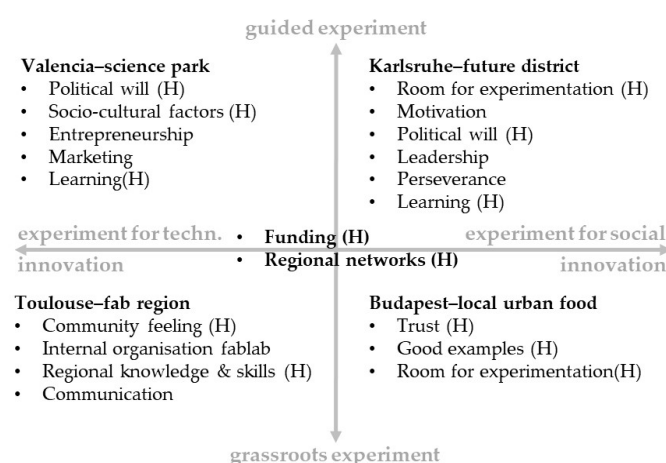 guided experiment
Valencia–science park
• Political will (H)
• Socio-cultural factors (H)
• Entrepreneurship
• Marketing
• Learning(H)
Karlsruhe–future district
• Room for experimentation (H)
• Motivation
• Political will (H)
• Leadership
• Perseverance
• Learning (H)
experiment for techn.
innovation
• Funding (H)
• Regional networks (H)
experiment for social
innovation
Toulouse–fab region
• Community feeling (H)
• Internal organisation fablab
• Regional knowledge & skills (H)
• Communication
Budapest–local urban food
• Trust (H)
• Good examples (H)
• Room for experimentation(H)
grassroots experiment